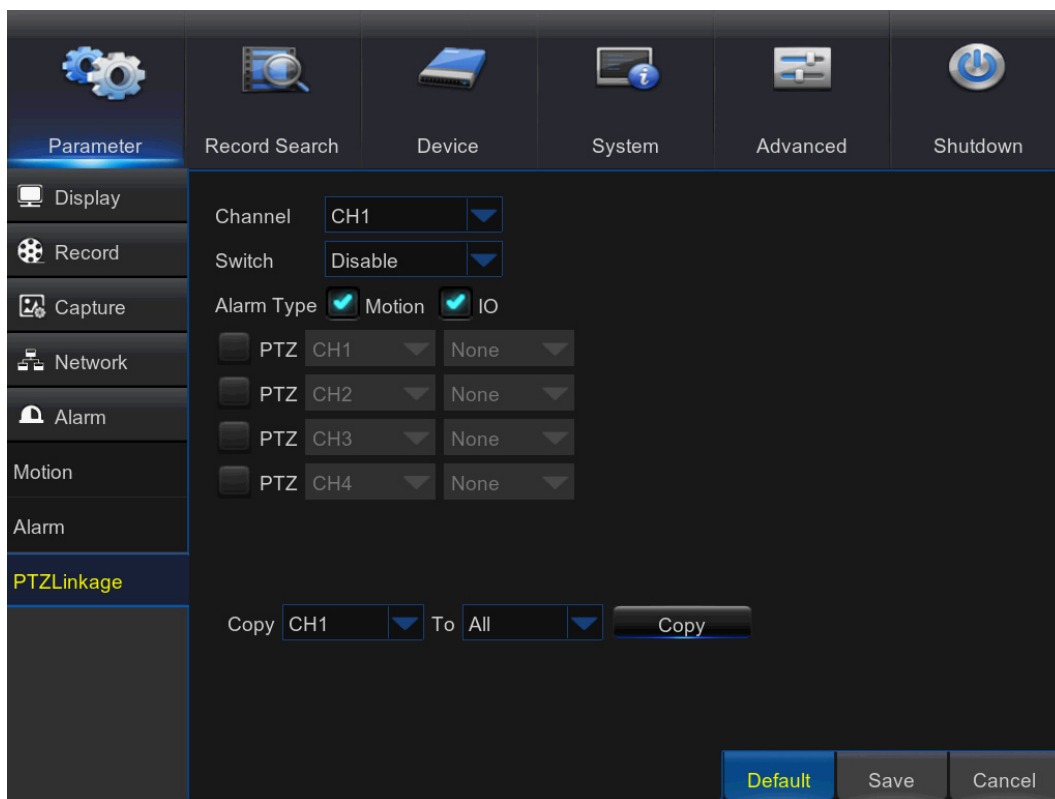 Parameter Record Search Device System Advanced Shutdown
Display
Record
Capture
Network
Alarm
Motion
Alarm
PTZLinkage
Channel CH1
Switch Disable
Alarm Type Motion IO
PTZ CH1 None
PTZ CH2 None
PTZ CH3 None
PTZ CH4 None
Copy CH1 To All Copy
Default Save Cancel